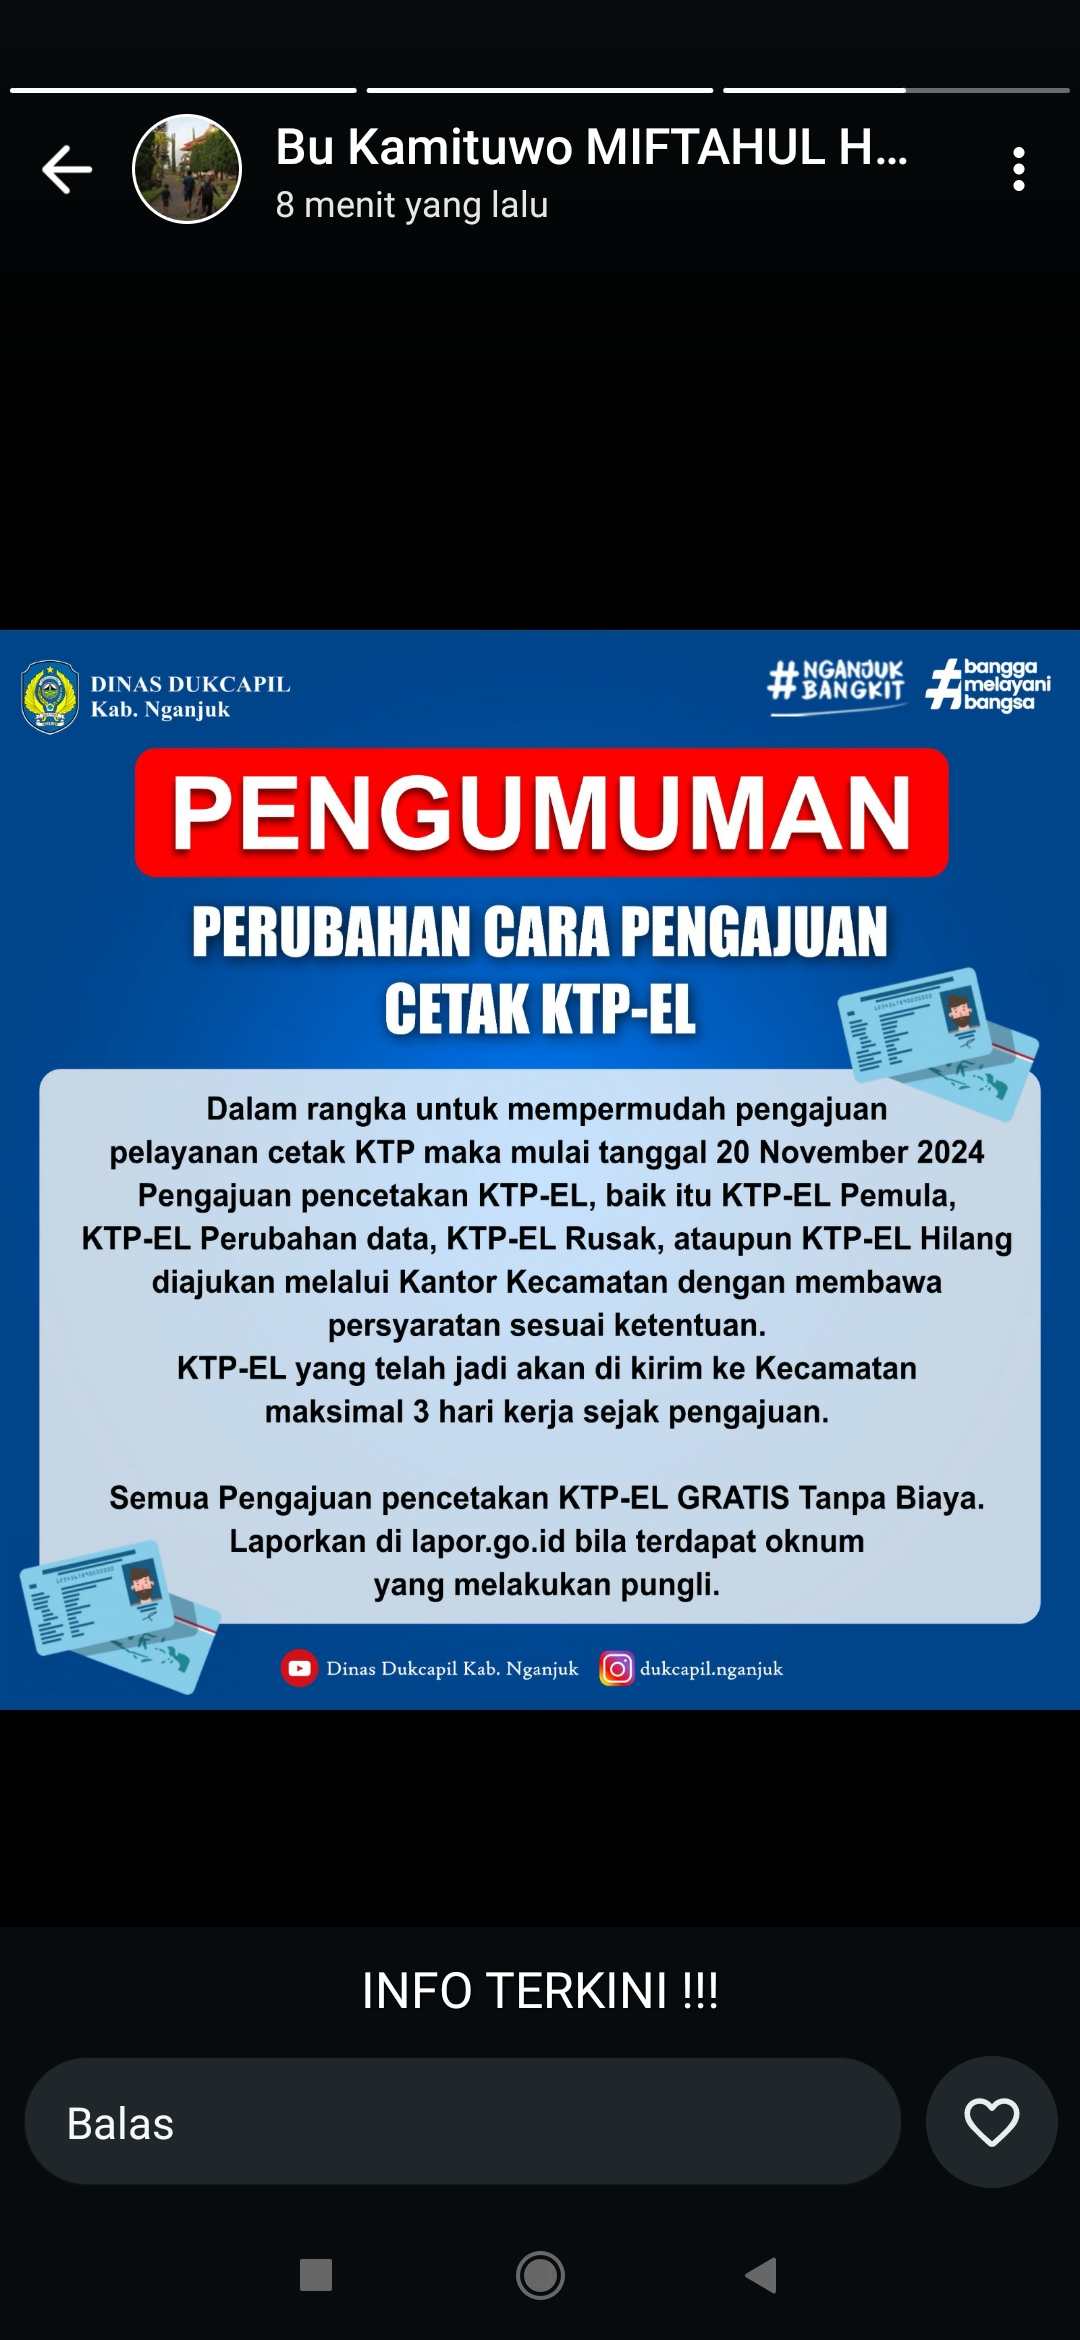 Bu Kamituwo MIFTAHUL H...
8 menit yang lalu
DINAS DUKCAPIL
Kab. Nganjuk
#NGANJUK
BANGKIT
#bangga
melayani
bangsa
PENGUMUMAN
PERUBAHAN CARA PENGAJUAN
CETAK KTP-EL
Dalam rangka untuk mempermudah pengajuan
pelayanan cetak KTP maka mulai tanggal 20 November 2024
Pengajuan pencetakan KTP-EL, baik itu KTP-EL Pemula,
KTP-EL Perubahan data, KTP-EL Rusak, ataupun KTP-EL Hilang
diajukan melalui Kantor Kecamatan dengan membawa
persyaratan sesuai ketentuan.
KTP-EL yang telah jadi akan di kirim ke Kecamatan
maksimal 3 hari kerja sejak pengajuan.
Semua Pengajuan pencetakan KTP-EL GRATIS Tanpa Biaya.
Laporkan di lapor.go.id bila terdapat oknum
yang melakukan pungli.
Dinas Dukcapil Kab. Nganjuk
dukcapil.nganjuk
INFO TERKINI !!!
Balas